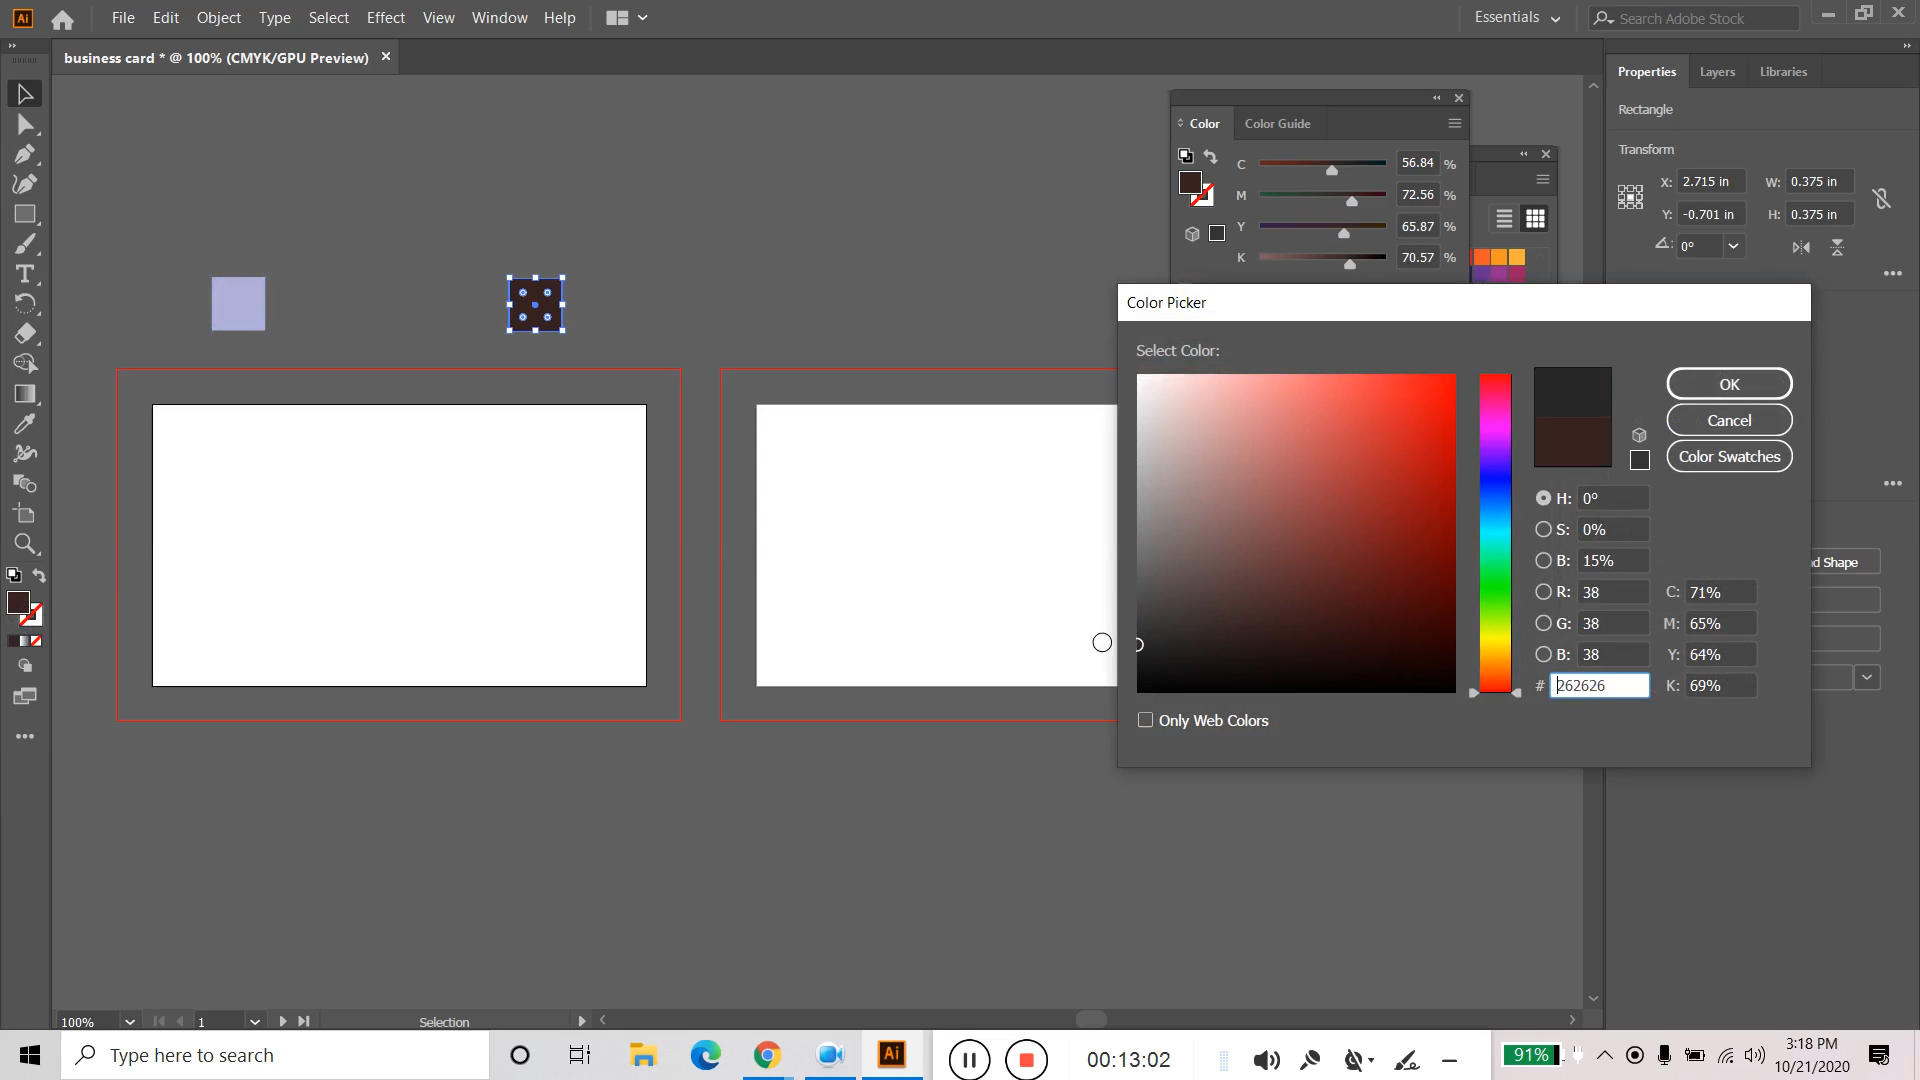 Ai File Edit Object Type Select Effect View Window Help Essentials Search Adobe Stock
business card * @ 100% (CMYK/GPU Preview)
Properties Layers Libraries
Rectangle
Transform
X: 2.715 in W: 0.375 in
Y: -0.701 in H: 0.375 in
0°
Color Color Guide
C 56.84 %
M 72.56 %
Y 65.87 %
K 70.57 %
Color Picker
Select Color:
OK
Cancel
Color Swatches
H: 0°
S: 0%
B: 15%
R: 38 C: 71%
G: 38 M: 65%
B: 38 Y: 64%
# 262626 K: 69%
Only Web Colors
d Shape
100% 1 Selection
Type here to search
Ai
00:13:02
91%
3:18 PM
10/21/2020